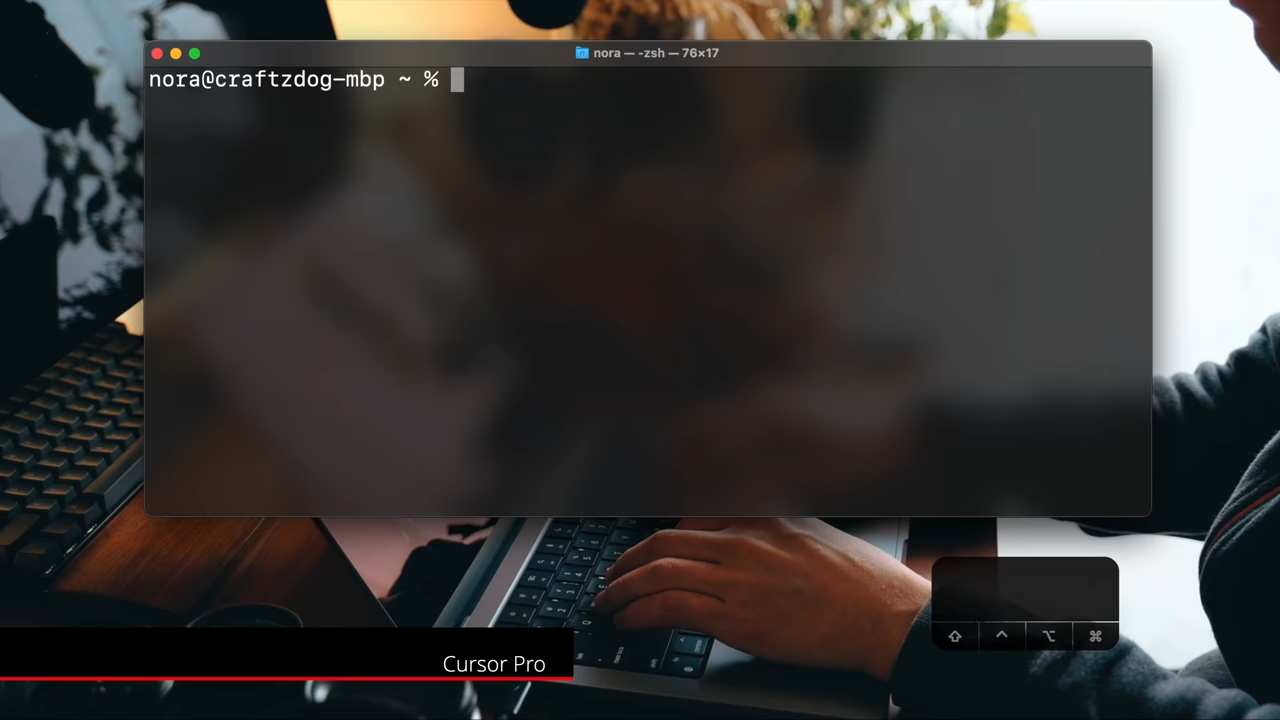 nora — -zsh — 76×17
nora@craftzdog-mbp ~ %
⇧ ^ ⌥ ⌘
Cursor Pro